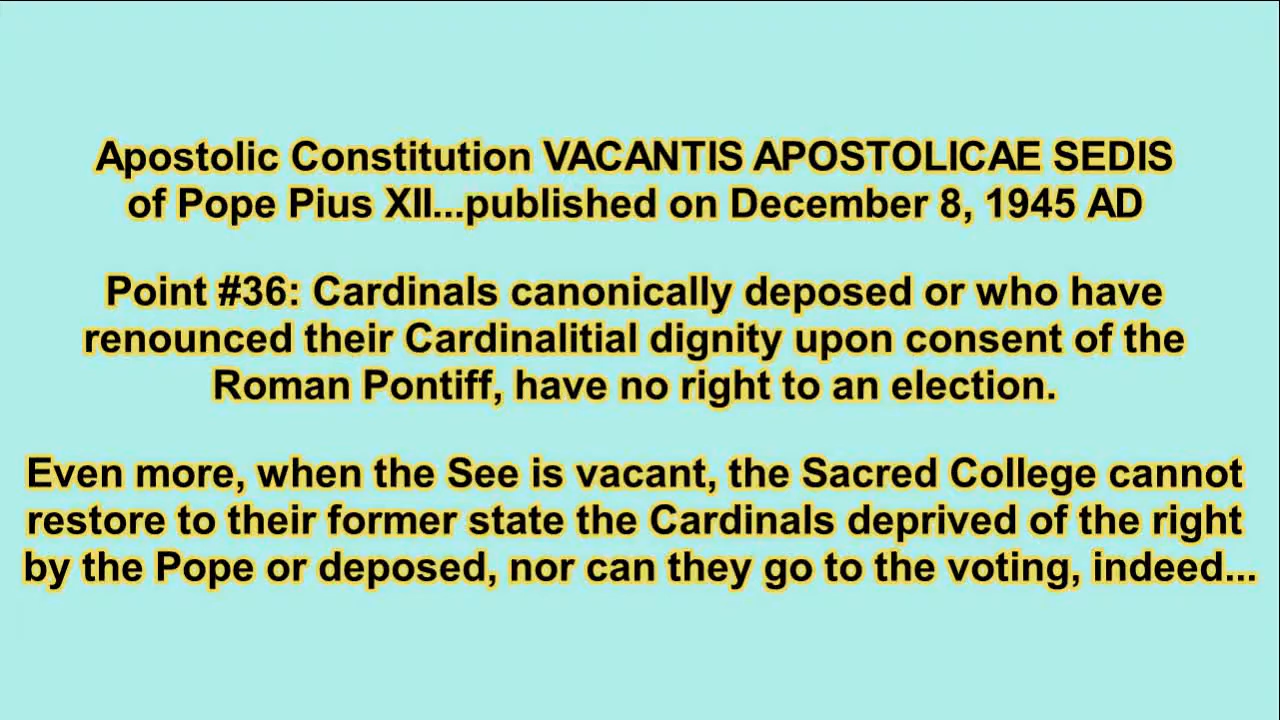 Apostolic Constitution VACANTIS APOSTOLICAE SEDIS
of Pope Pius XII...published on December 8, 1945 AD
Point #36: Cardinals canonically deposed or who have
renounced their Cardinalitial dignity upon consent of the
Roman Pontiff, have no right to an election.
Even more, when the See is vacant, the Sacred College cannot
restore to their former state the Cardinals deprived of the right
by the Pope or deposed, nor can they go to the voting, indeed...